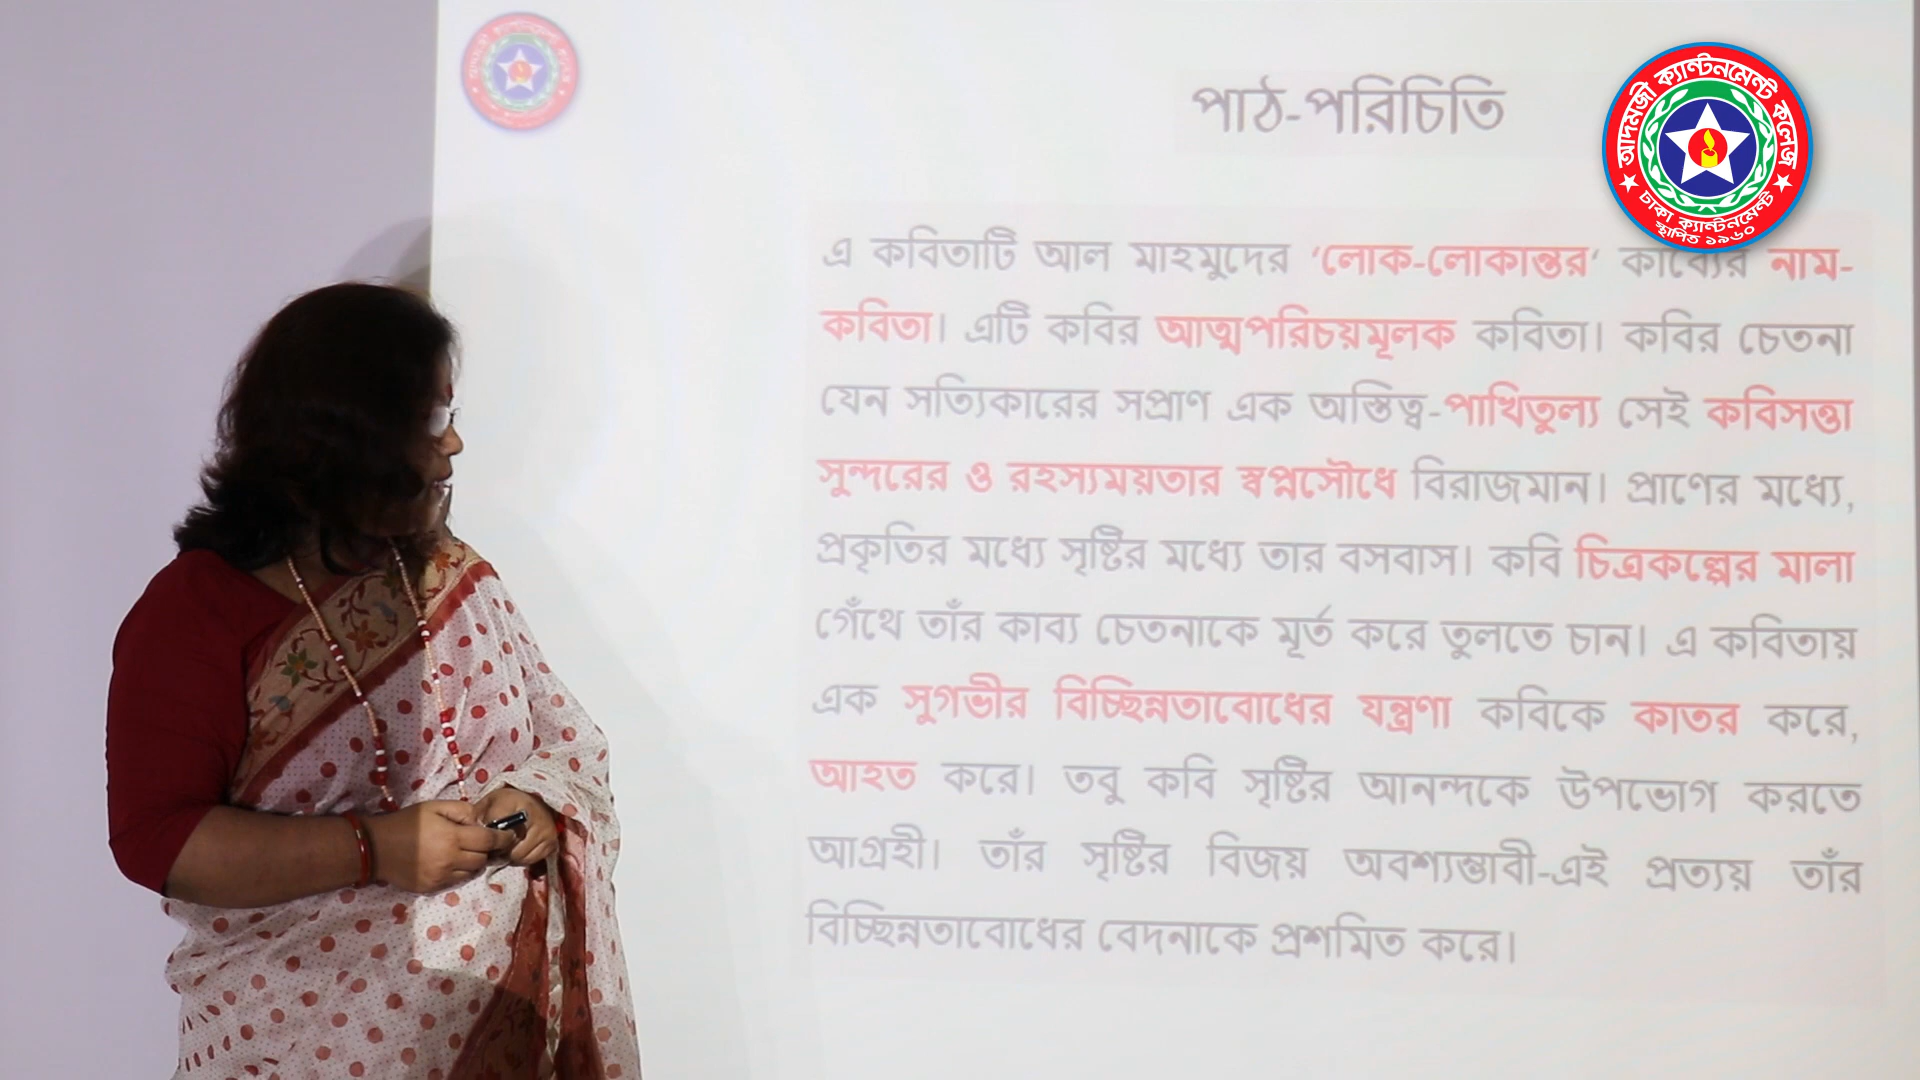 পাঠ-পরিচিতি
আদমজী ক্যান্টনমেন্ট কলেজ
ঢাকা ক্যান্টনমেন্ট
স্থাপিত ১৯৬০
এ কবিতাটি আল মাহমুদের ‘লোক-লোকান্তর’ কাব্যের নাম-
কবিতা। এটি কবির আত্মপরিচয়মূলক কবিতা। কবির চেতনা
যেন সত্যিকারের সপ্রাণ এক অস্তিত্ব-পাখিতুল্য সেই কবিসত্তা
সুন্দরের ও রহস্যময়তার স্বপ্নসৌধে বিরাজমান। প্রাণের মধ্যে,
প্রকৃতির মধ্যে সৃষ্টির মধ্যে তার বসবাস। কবি চিত্রকল্পের মালা
গেঁথে তাঁর কাব্য চেতনাকে মূর্ত করে তুলতে চান। এ কবিতায়
এক সুগভীর বিচ্ছিন্নতাবোধের যন্ত্রণা কবিকে কাতর করে,
আহত করে। তবু কবি সৃষ্টির আনন্দকে উপভোগ করতে
আগ্রহী। তাঁর সৃষ্টির বিজয় অবশ্যম্ভাবী-এই প্রত্যয় তাঁর
বিচ্ছিন্নতাবোধের বেদনাকে প্রশমিত করে।